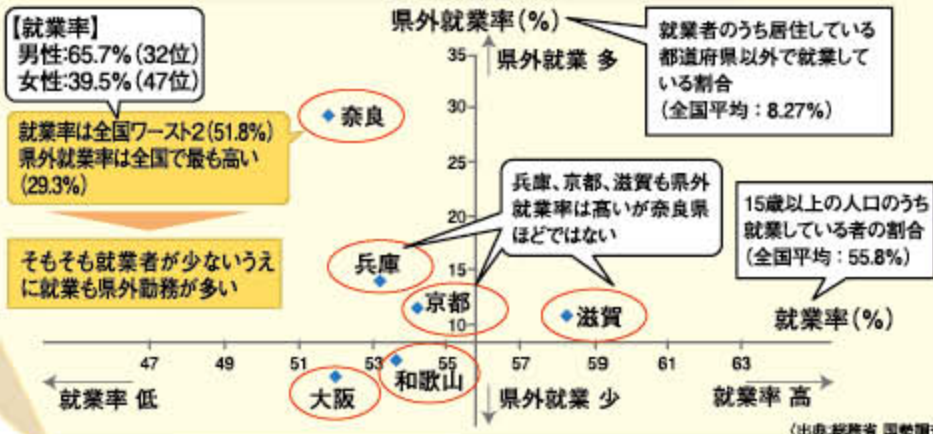 【就業率】
男性:65.7%(32位)
女性:39.5%(47位)
就業率は全国ワースト2(51.8%)
県外就業率は全国で最も高い
(29.3%)
そもそも就業者が少ないうえ
に就業も県外勤務が多い
県外就業率(%)
県外就業 多
就業者のうち居住している
都道府県以外で就業して
いる割合
(全国平均：8.27%)
兵庫、京都、滋賀も県外
就業率は高いが奈良県
ほどではない
15歳以上の人口のうち
就業している者の割合
(全国平均：55.8%)
35
30
25
20
15
10
奈良
兵庫
京都
滋賀
就業率(%)
47
49
51
53
55
57
59
61
63
大阪
和歌山
就業率 低
県外就業 少
就業率 高
(出典:総務省 国勢調査